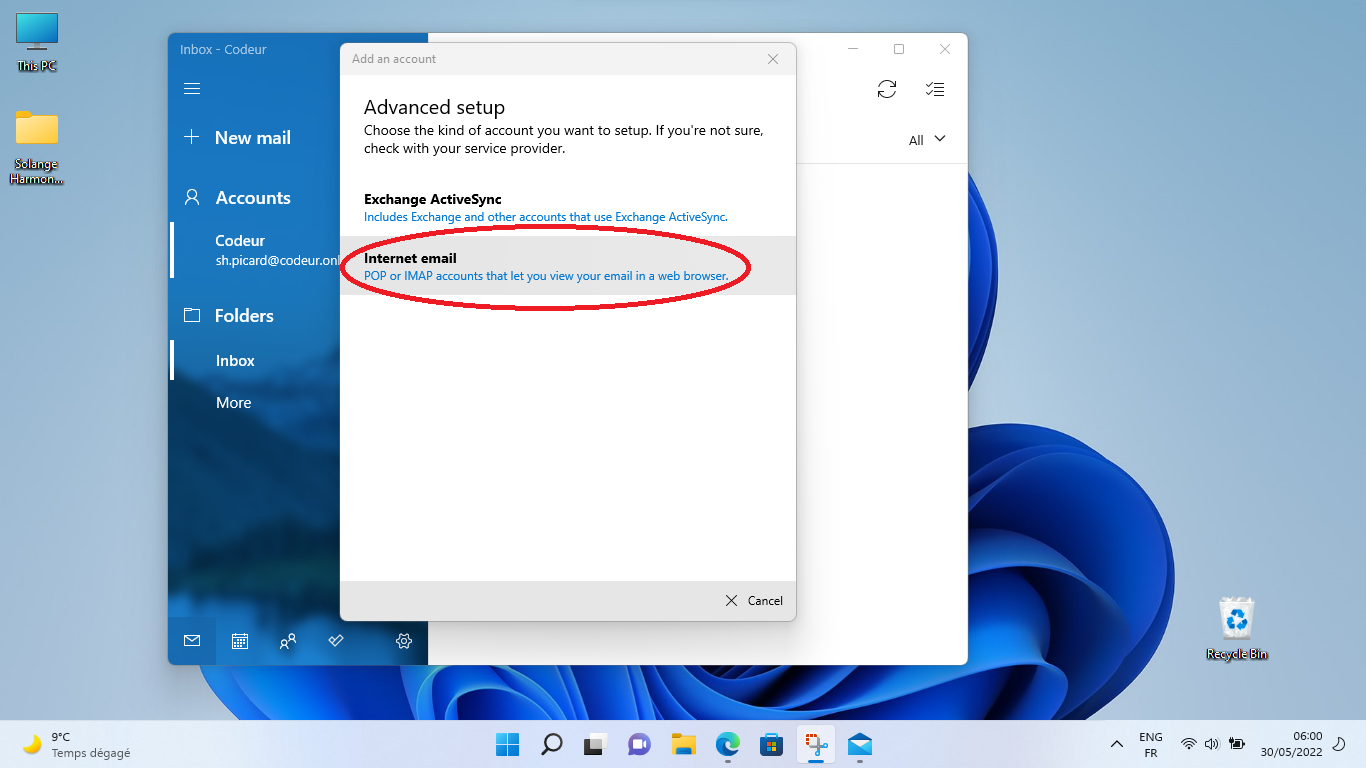 This PC
Solange
Harmon...
Inbox - Codeur
New mail
Accounts
Codeur
sh.picard@codeur.onl
Folders
Inbox
More
Add an account
Advanced setup
Choose the kind of account you want to setup. If you're not sure,
check with your service provider.
Exchange ActiveSync
Includes Exchange and other accounts that use Exchange ActiveSync.
Internet email
POP or IMAP accounts that let you view your email in a web browser.
Cancel
All
Recycle Bin
9°C
Temps dégagé
ENG
FR
06:00
30/05/2022